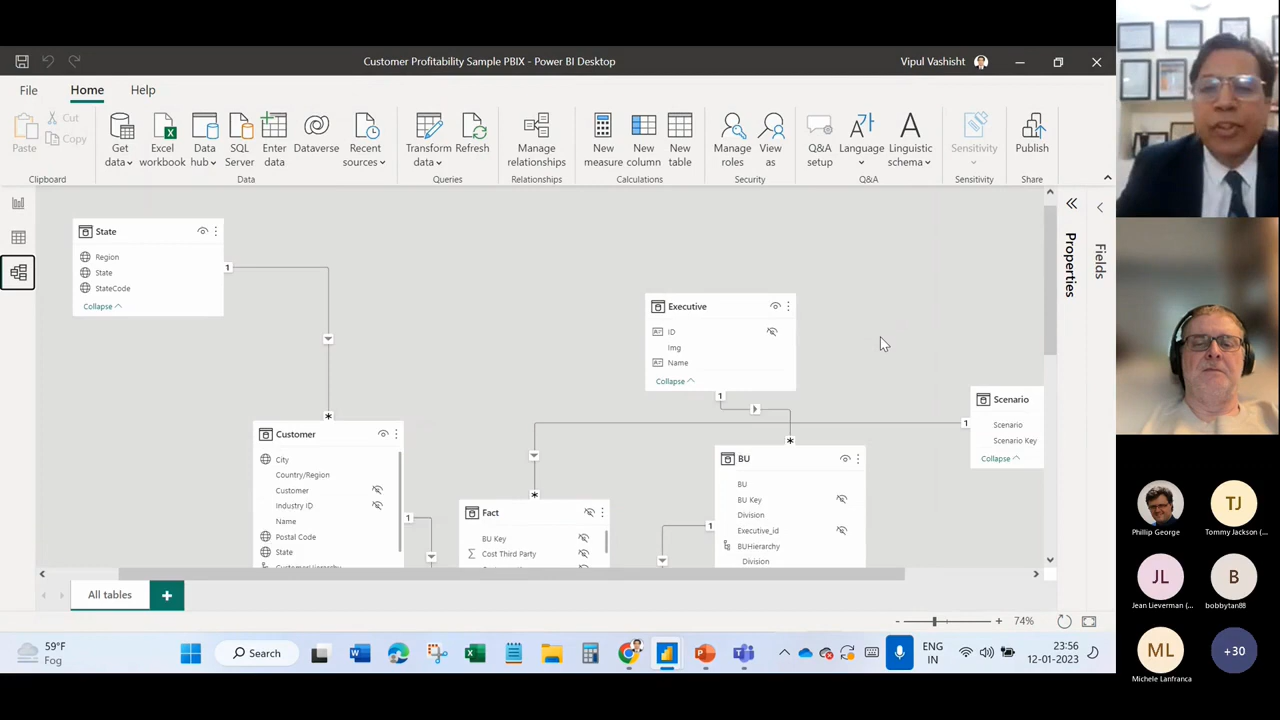 Customer Profitability Sample PBIX - Power BI Desktop
Vipul Vashisht
File
Home
Help
Paste
Cut
Copy
Get data
Excel workbook
Data hub
SQL Server
Enter data
Dataverse
Recent sources
Transform data
Refresh
Manage relationships
New measure
New column
New table
Manage roles
View as
Q&A setup
Language
Linguistic schema
Sensitivity
Publish
Clipboard
Data
Queries
Relationships
Calculations
Security
Q&A
Sensitivity
Share
State
Region
State
StateCode
Collapse
1
*
Executive
ID
Img
Name
Collapse
1
*
Scenario
Scenario
Scenario Key
Collapse
1
*
Customer
City
Country/Region
Customer
Industry ID
Name
Postal Code
State
CustomerHierarchy
1
Fact
BU Key
Cost Third Party
BU
BU
BU Key
Division
Executive_id
BUHierarchy
Division
1
Properties
Fields
All tables
+
- + 74%
59°F
Fog
Search
ENG
IN
23:56
12-01-2023
Phillip George
TJ
Tommy Jackson (...
JL
Jean Lieverman (...
B
bobbytan88
ML
Michele Lanfranca
+30